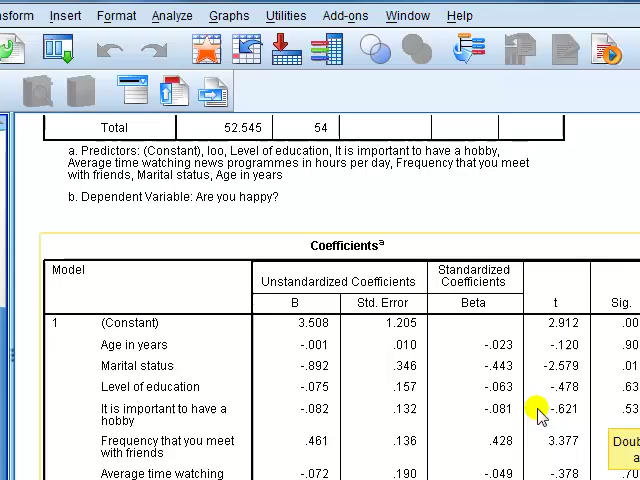 nsform Insert Format Analyze Graphs Utilities Add-ons Window Help
Total 52.545 54
a. Predictors: (Constant), loo, Level of education, It is important to have a hobby,
Average time watching news programmes in hours per day, Frequency that you meet
with friends, Marital status, Age in years
b. Dependent Variable: Are you happy?
Coefficientsa
Model Unstandardized Coefficients Standardized
Coefficients
B Std. Error Beta t Sig.
1 (Constant) 3.508 1.205 2.912 .00
Age in years -.001 .010 -.023 -.120 .90
Marital status -.892 .346 -.443 -2.579 .01
Level of education -.075 .157 -.063 -.478 .63
It is important to have a
hobby -.082 .132 -.081 -.621 .53
Frequency that you meet
with friends .461 .136 .428 3.377
Doub
a
Average time watching -.072 .190 -.049 -.378 .70